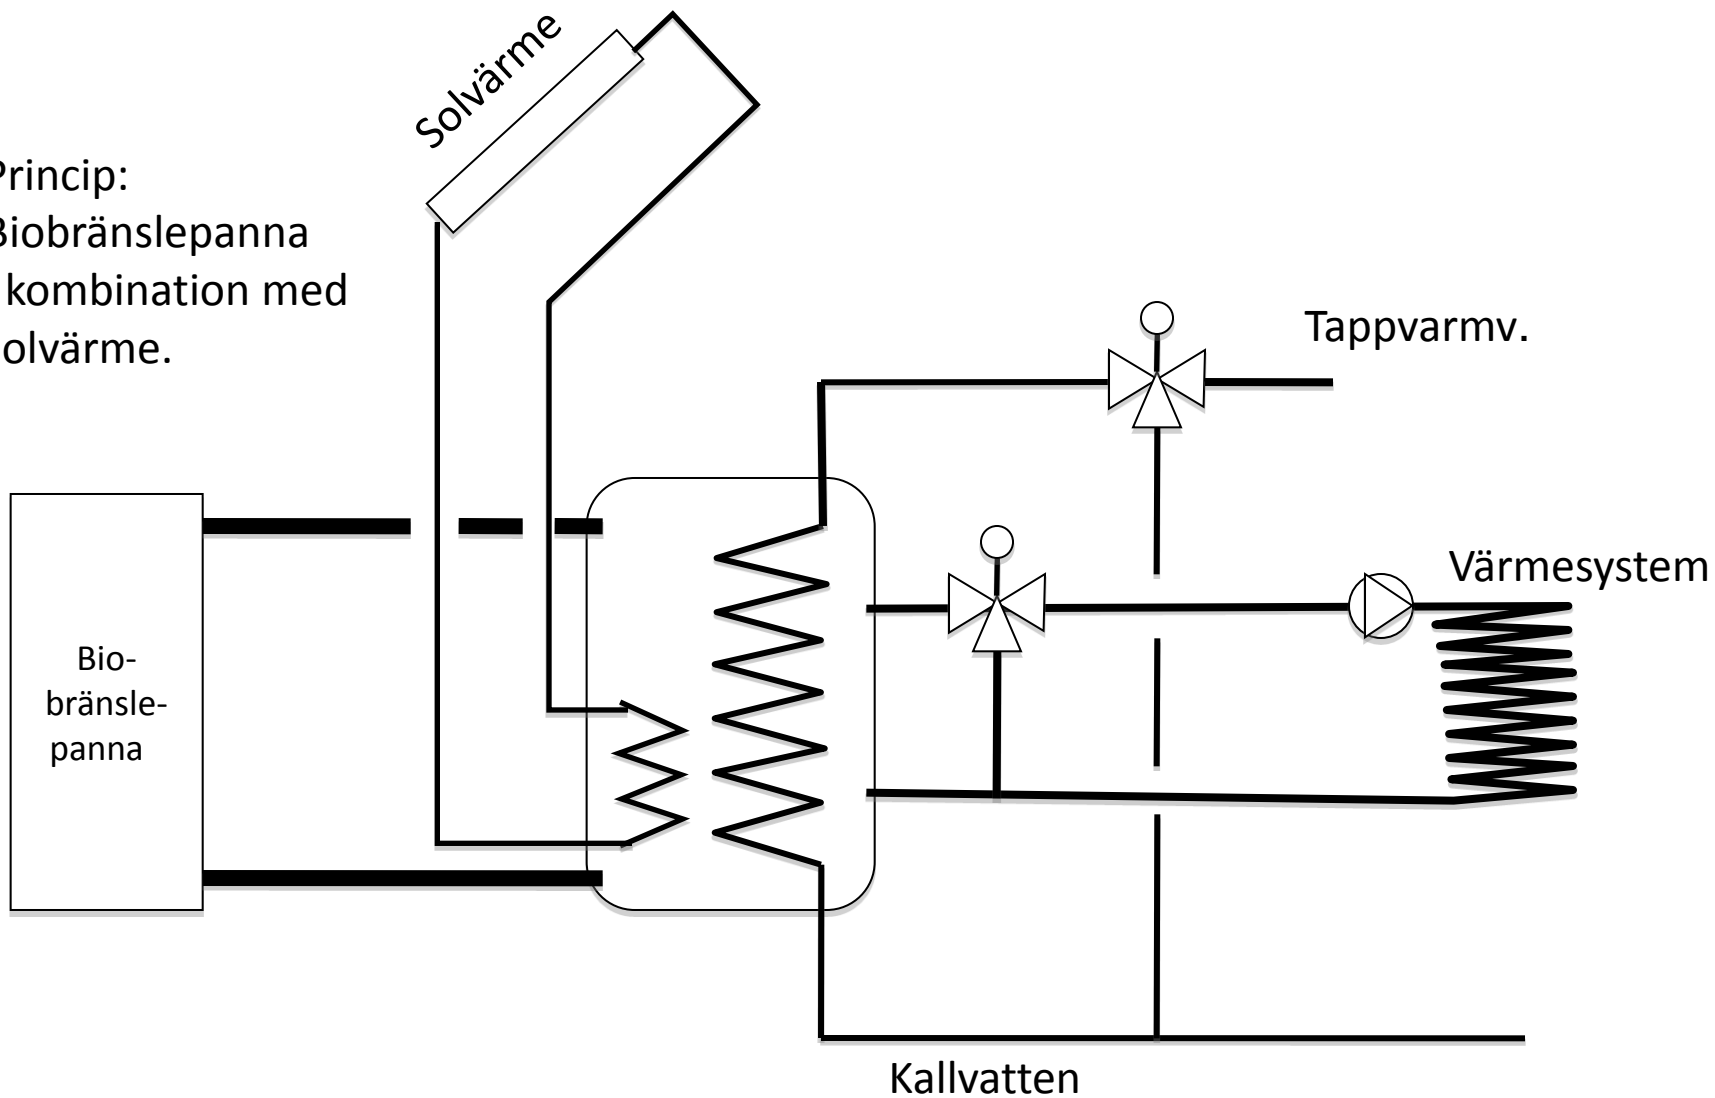 Solvärme
Princip:
Biobränslepanna
kombination med
olvärme.
Tappvarmv.
Värmesystem
Bio-
bränsle-
panna
Kallvatten